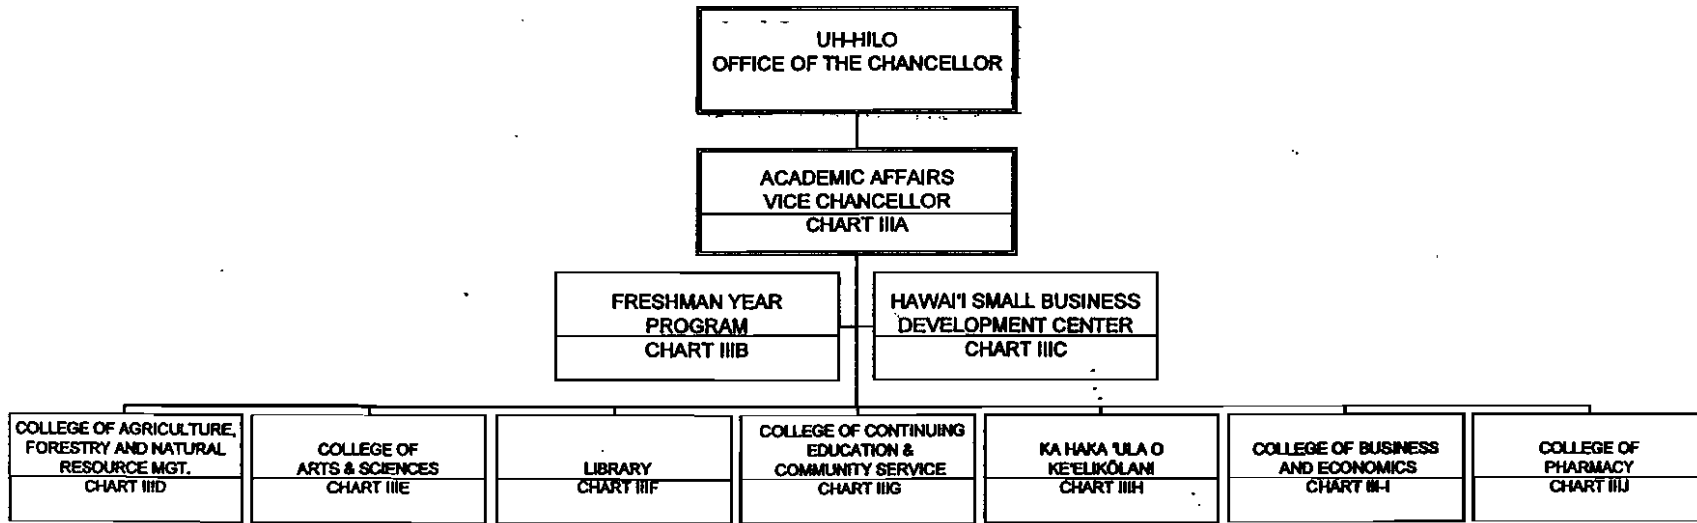 UH-HILO
OFFICE OF THE CHANCELLOR
ACADEMIC AFFAIRS
VICE CHANCELLOR
CHART IIIA
FRESHMAN YEAR
PROGRAM
CHART IIIB
HAWAI'I SMALL BUSINESS
DEVELOPMENT CENTER
CHART IIIC
COLLEGE OF AGRICULTURE,
FORESTRY AND NATURAL
RESOURCE MGT.
CHART IIID
COLLEGE OF
ARTS & SCIENCES
CHART IIIE
LIBRARY
CHART IIIF
COLLEGE OF CONTINUING
EDUCATION &
COMMUNITY SERVICE
CHART IIIG
KA HAKA 'ULA O
KE'ELIKŌLANI
CHART IIIH
COLLEGE OF BUSINESS
AND ECONOMICS
CHART III-I
COLLEGE OF
PHARMACY
CHART IIIJ